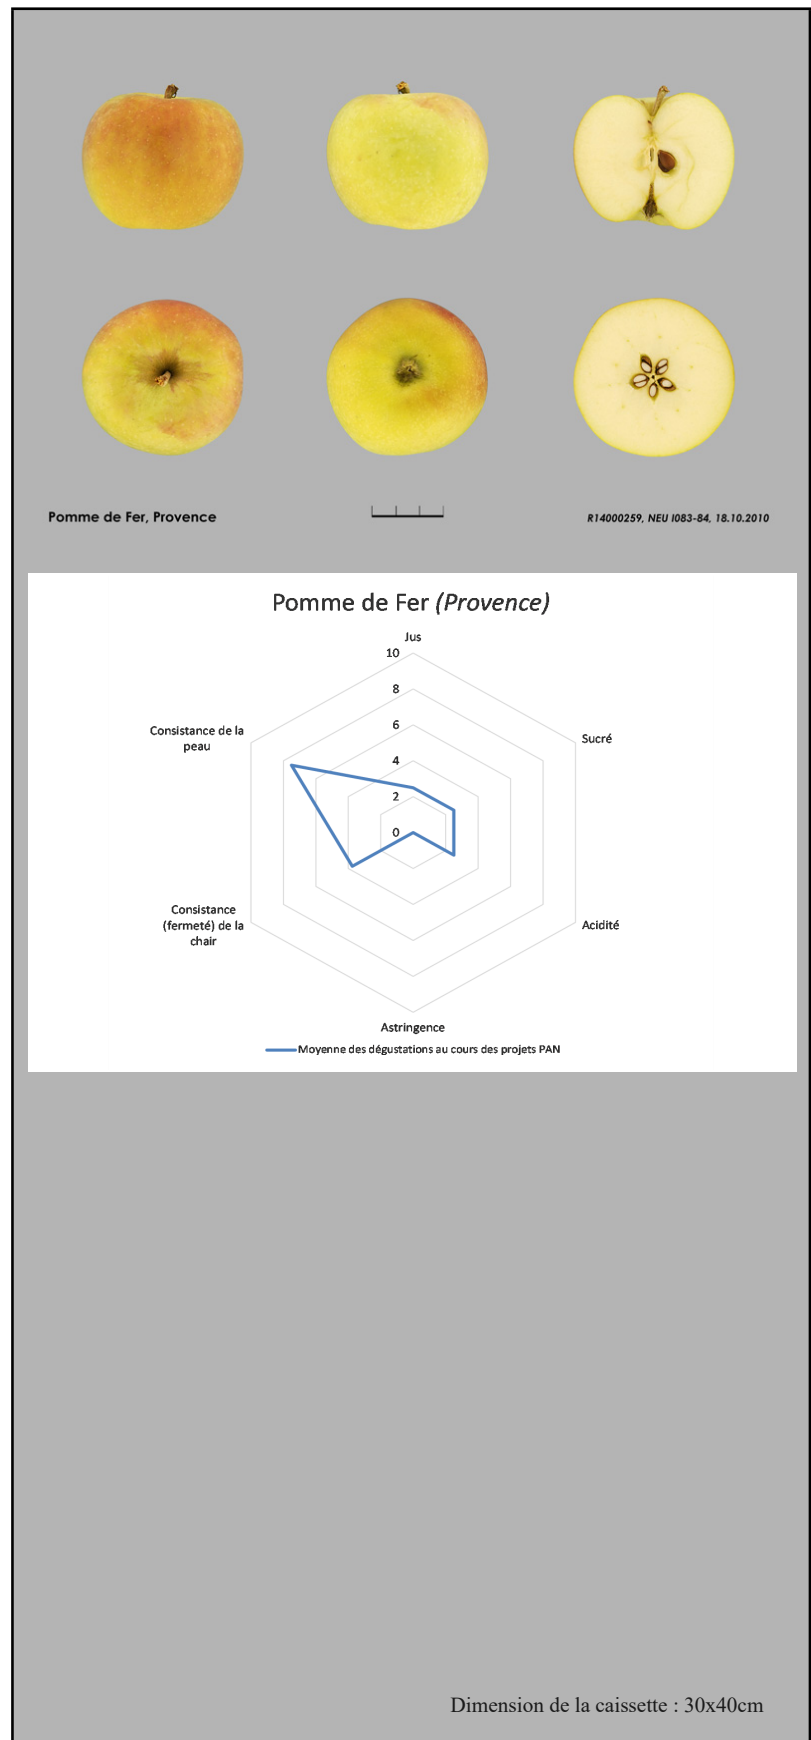 Pomme de Fer, Provence
R14000259, NEU I083-84, 18.10.2010
Pomme de Fer (Provence)
Jus
10
8
6
4
2
0
Sucré
Acidité
Astringence
Consistance
(fermeté) de la
chair
Consistance de la
peau
Moyenne des dégustations au cours des projets PAN
Dimension de la caissette : 30x40cm